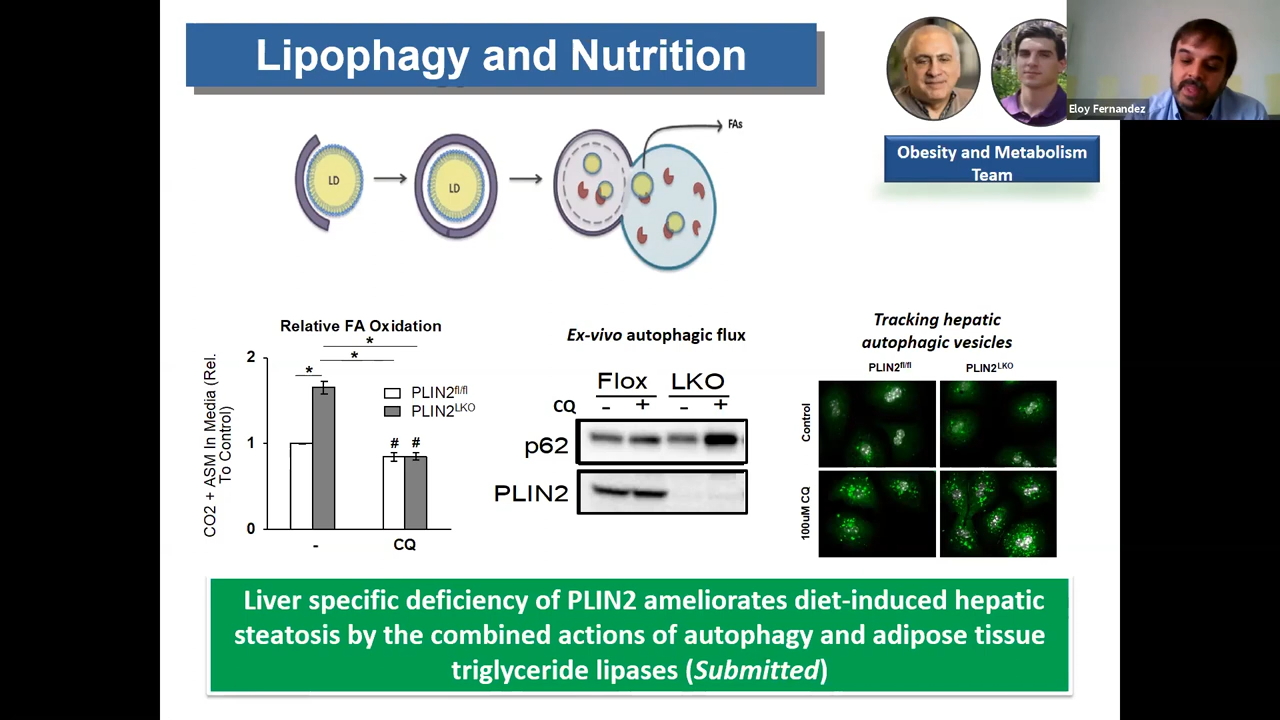 Lipophagy and Nutrition
Eloy Fernandez
Obesity and Metabolism
Team
LD
LD
FAs
Relative FA Oxidation
*
*
*
2
1
0
CO2 + ASM In Media (Rel.
To Control)
PLIN2fl/fl
PLIN2LKO
# #
-
CQ
Ex-vivo autophagic flux
Flox LKO
CQ - + - +
p62
PLIN2
Tracking hepatic
autophagic vesicles
PLIN2fl/fl PLIN2LKO
Control
100uM CQ
Liver specific deficiency of PLIN2 ameliorates diet-induced hepatic
steatosis by the combined actions of autophagy and adipose tissue
triglyceride lipases (Submitted)